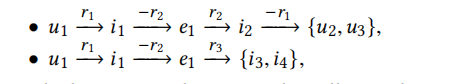 • u₁ —r₁→ i₁ —−r₂→ e₁ —r₂→ i₂ —−r₁→ {u₂, u₃},
• u₁ —r₁→ i₁ —−r₂→ e₁ —r₃→ {i₃, i₄},